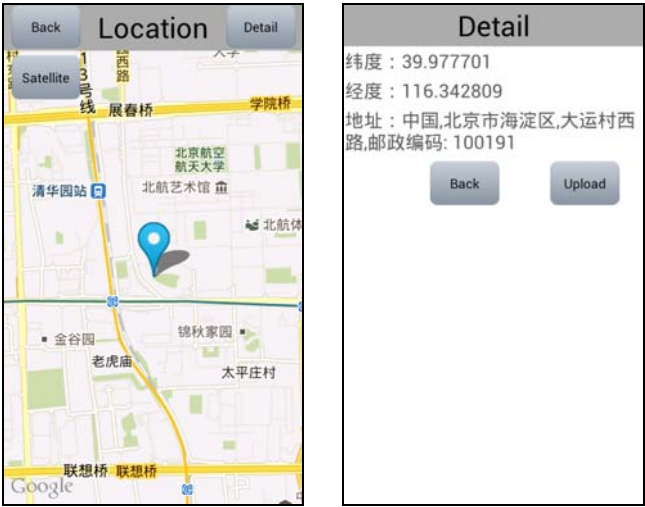 Back
Location
Detail
Satellite
13号线
西路
大学
展春桥
学院桥
北京航空
航天大学
北航艺术馆
清华园站
北航体
金谷园
锦秋家园
老虎庙
太平庄村
联想桥 联想桥
Google
Detail
纬度：39.977701
经度：116.342809
地址：中国,北京市海淀区,大运村西
路,邮政编码: 100191
Back
Upload